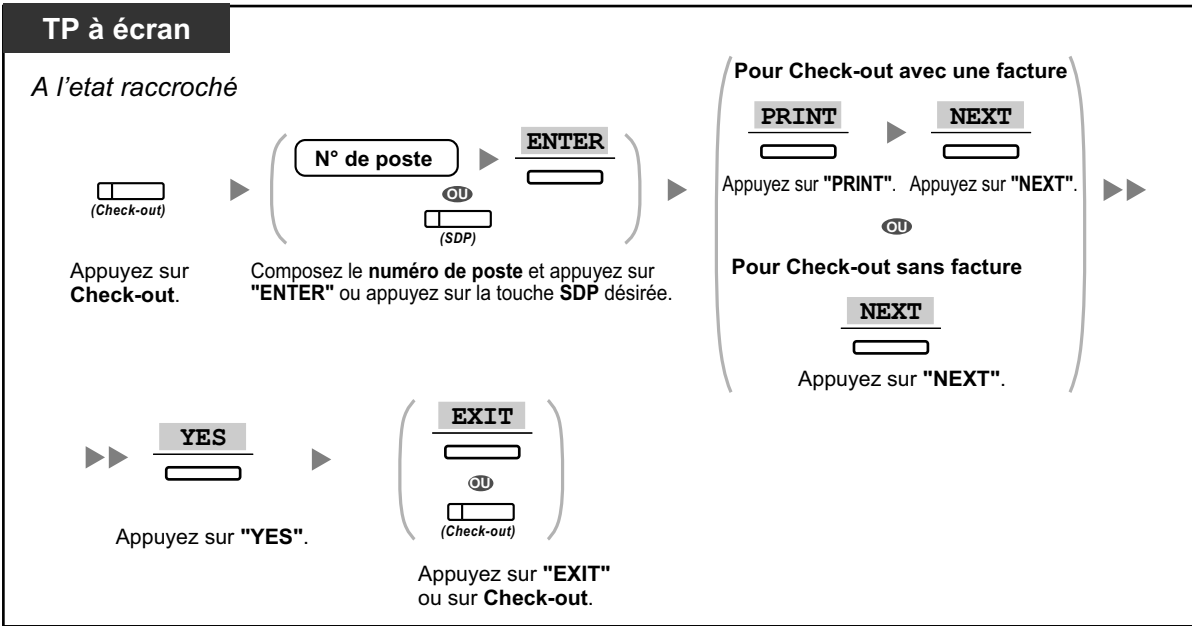 TP à écran
A l'etat raccroché
(Check-out)
Appuyez sur
Check-out.
N° de poste
ENTER
OU
(SDP)
Composez le numéro de poste et appuyez sur
"ENTER" ou appuyez sur la touche SDP désirée.
Pour Check-out avec une facture
PRINT
NEXT
Appuyez sur "PRINT". Appuyez sur "NEXT".
OU
Pour Check-out sans facture
NEXT
Appuyez sur "NEXT".
YES
Appuyez sur "YES".
EXIT
OU
(Check-out)
Appuyez sur "EXIT"
ou sur Check-out.